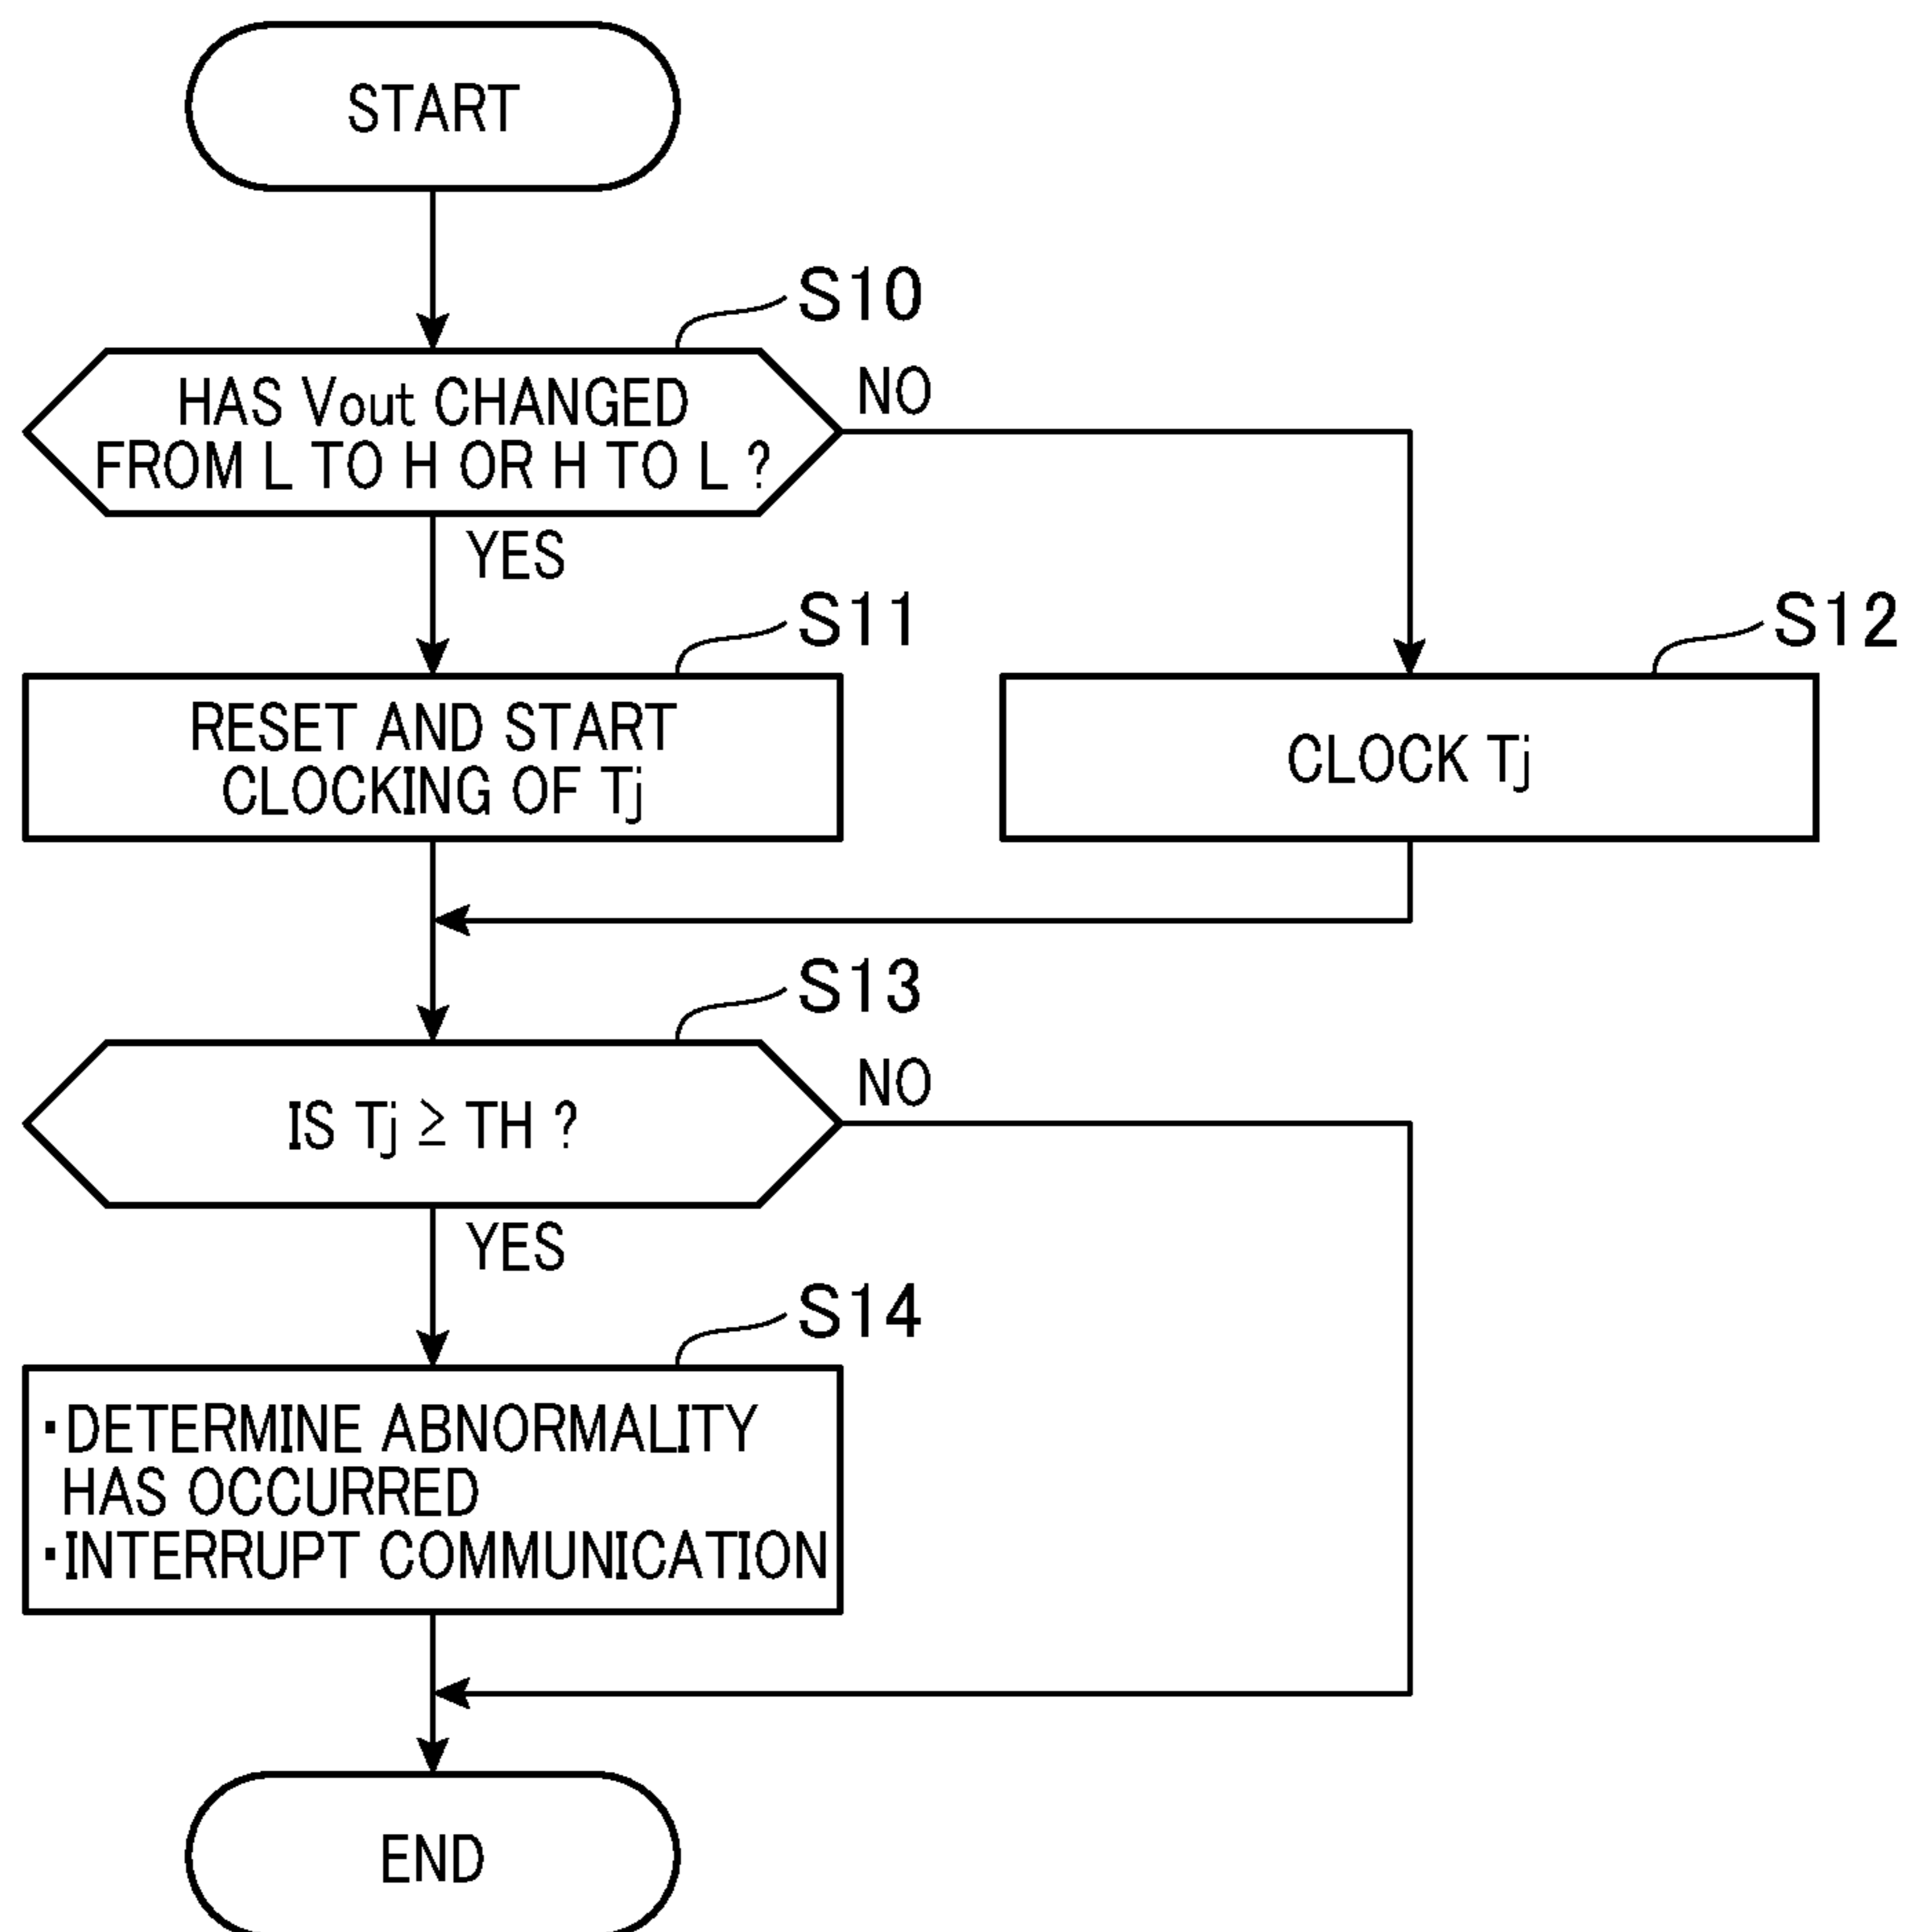 START
S10
HAS Vout CHANGED
FROM L TO H OR H TO L ?
NO
YES
S11
RESET AND START
CLOCKING OF Tj
S12
CLOCK Tj
S13
IS Tj ≥ TH ?
NO
YES
S14
・DETERMINE ABNORMALITY
HAS OCCURRED
・INTERRUPT COMMUNICATION
END